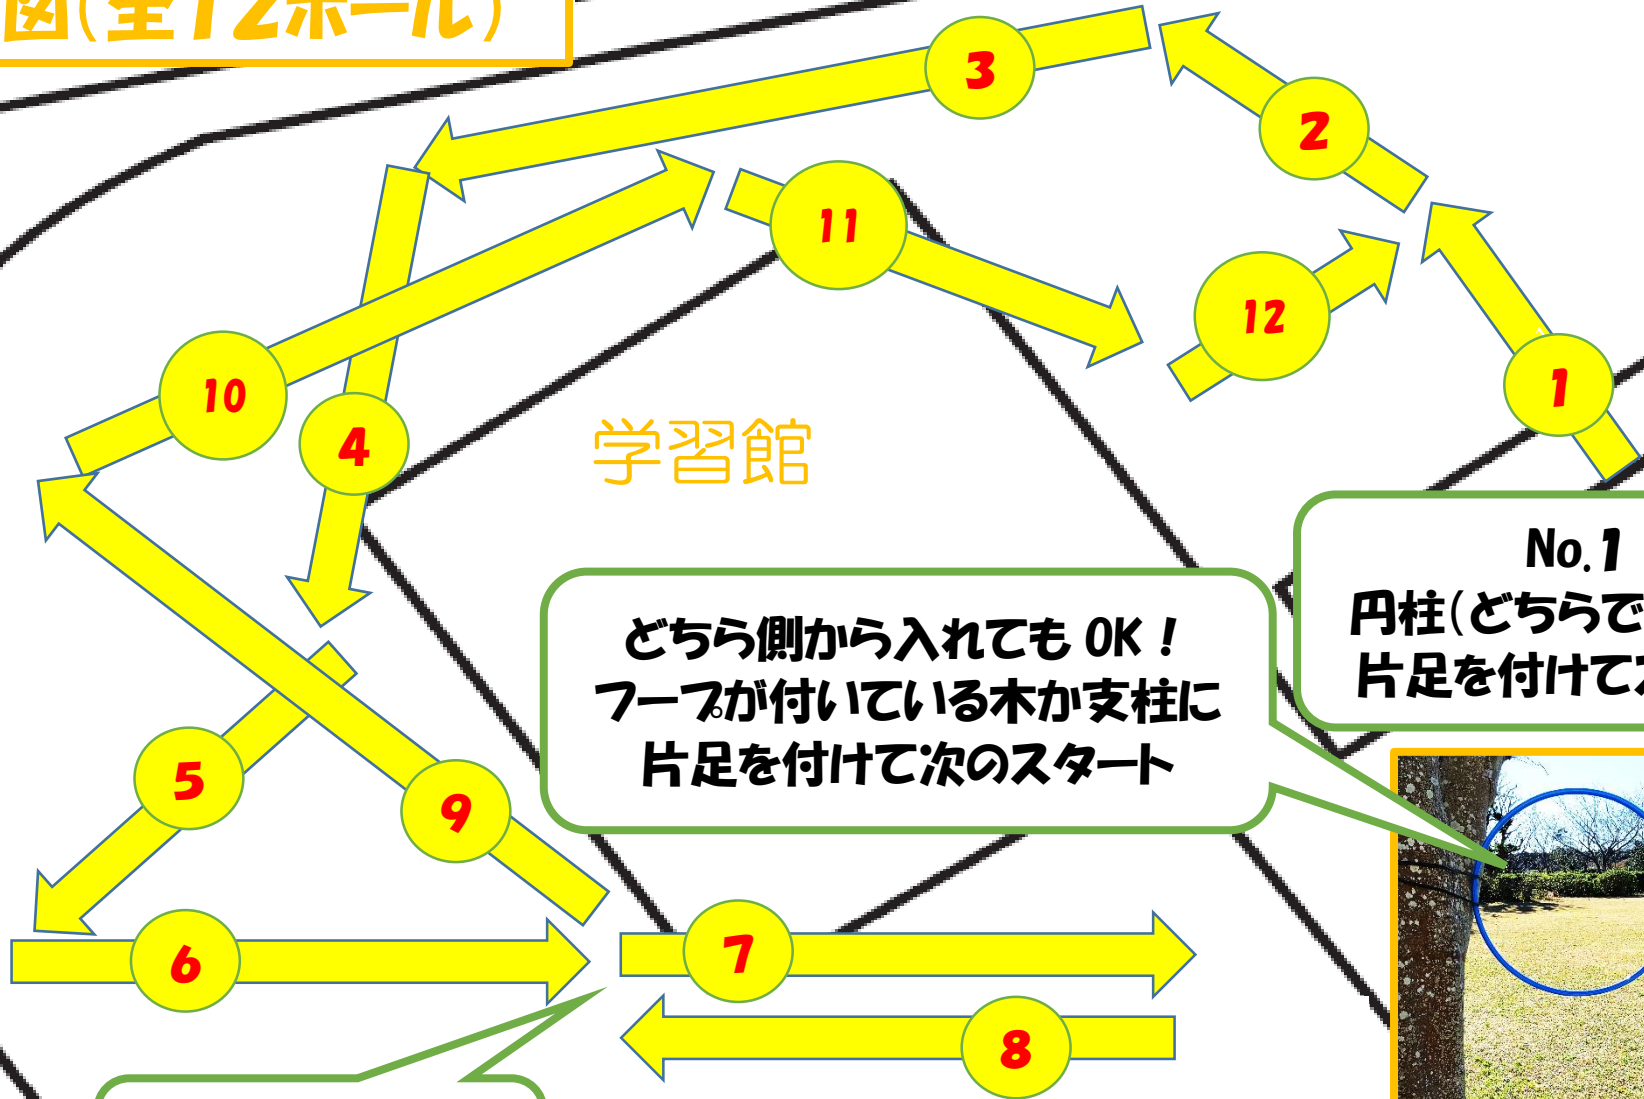 図(全12ホール)
3
2
11
12
1
10
4
学習館
No.1
円柱(どちらで
片足を付けて
どちら側から入れても OK！
フープが付いている木か支柱に
片足を付けて次のスタート
5
9
6
7
8